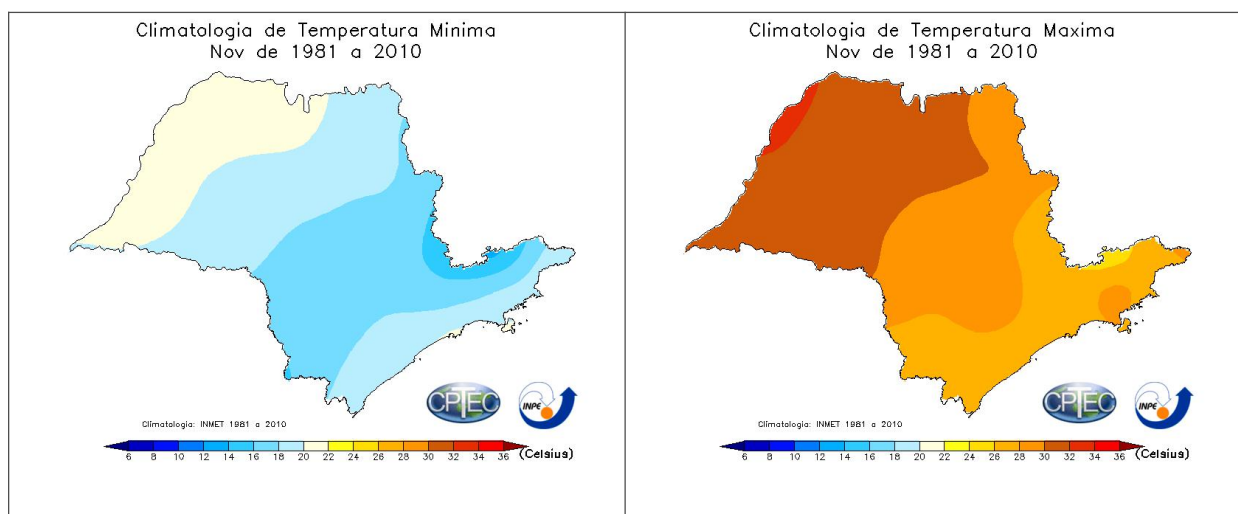 Climatologia de Temperatura Minima
Nov de 1981 a 2010
CPTEC
INPE
Climatologia: INMET 1981 a 2010
6 8 10 12 14 16 18 20 22 24 26 28 30 32 34 36 (Celsius)
Climatologia de Temperatura Maxima
Nov de 1981 a 2010
CPTEC
INPE
Climatologia: INMET 1981 a 2010
6 8 10 12 14 16 18 20 22 24 26 28 30 32 34 36 (Celsius)